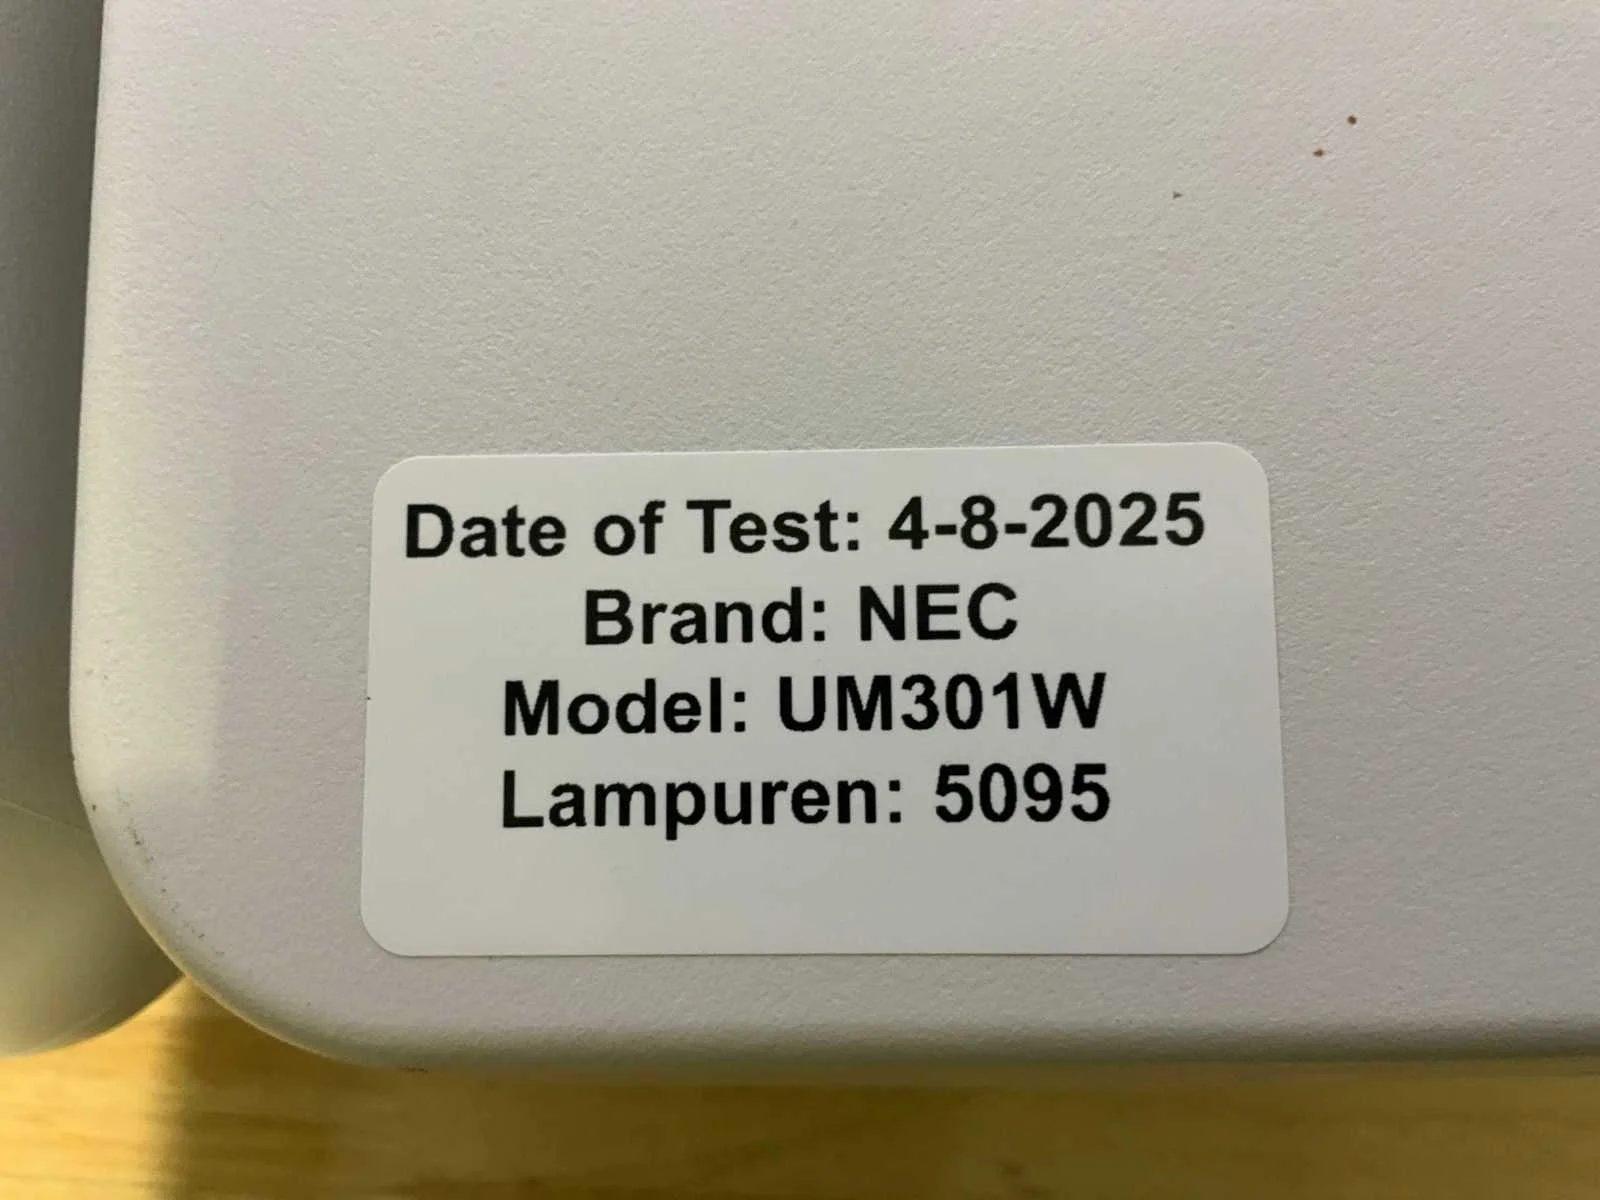 Date of Test: 4-8-2025
Brand: NEC
Model: UM301W
Lampuren: 5095